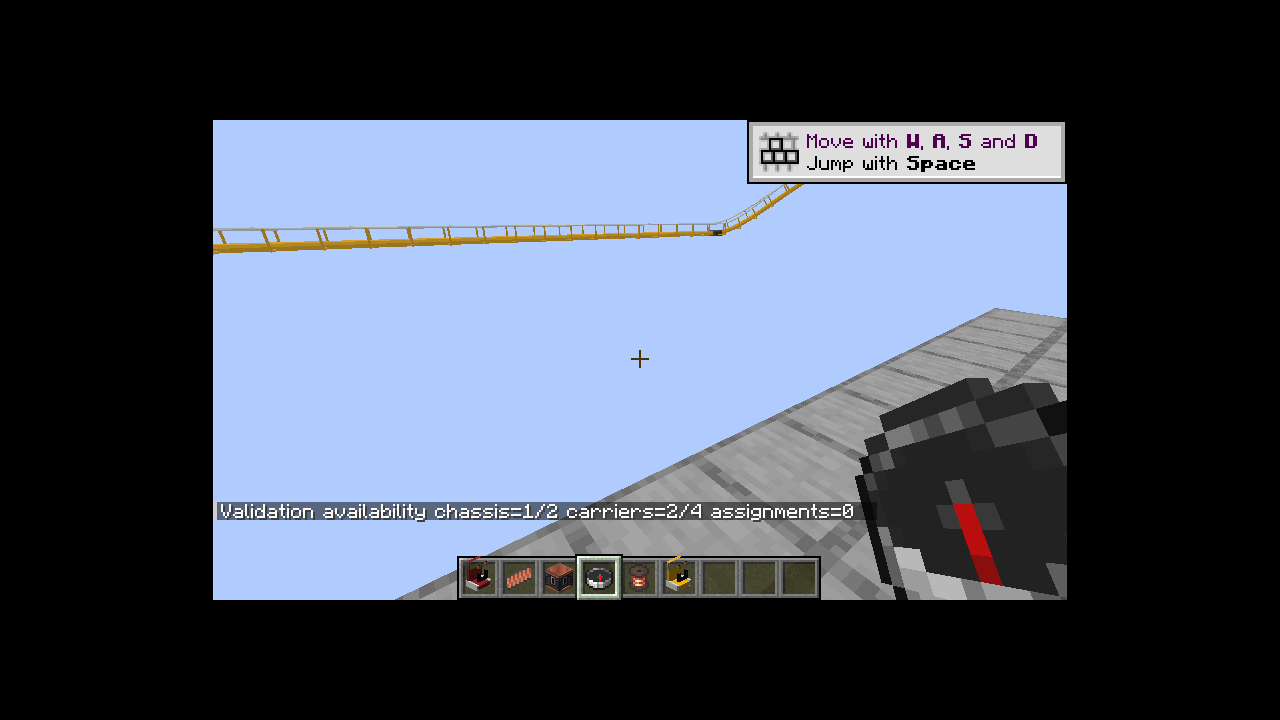 Move with W, A, S and D
Jump with Space
Validation availability chassis=1/2 carriers=2/4 assignments=0